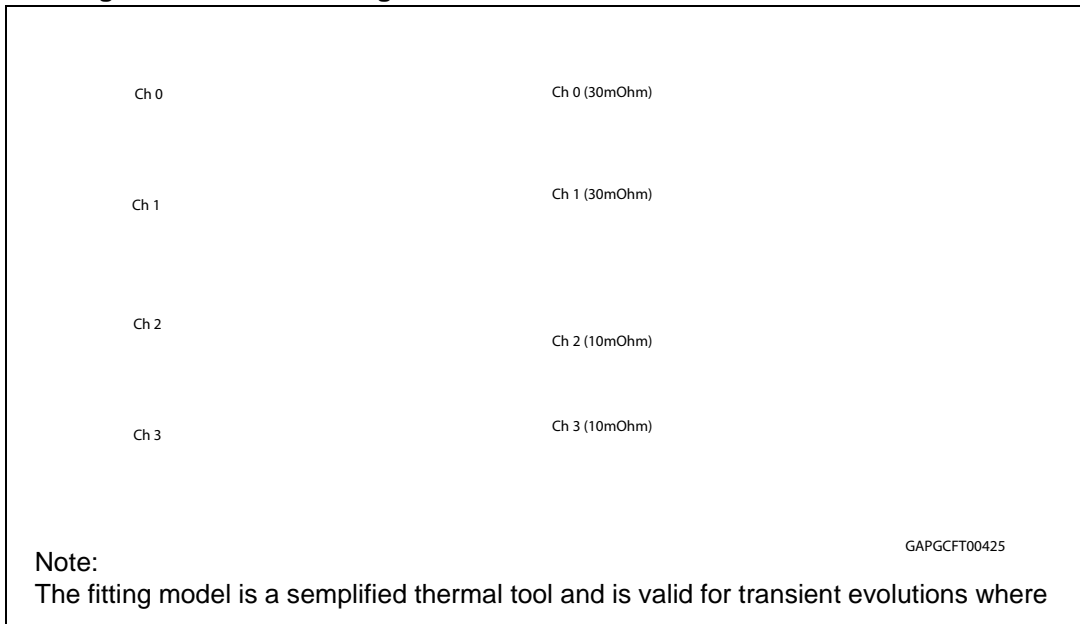 Ch 0
Ch 0 (30mOhm)
Ch 1
Ch 1 (30mOhm)
Ch 2
Ch 2 (10mOhm)
Ch 3
Ch 3 (10mOhm)
GAPGCFT00425
Note:
The fitting model is a semplified thermal tool and is valid for transient evolutions where